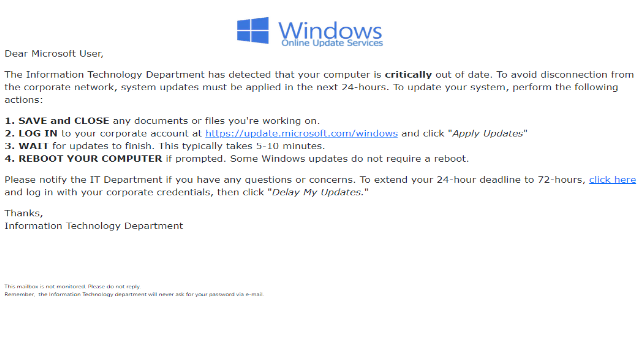 Windows
Online Update Services
Dear Microsoft User,
The Information Technology Department has detected that your computer is critically out of date. To avoid disconnection from
the corporate network, system updates must be applied in the next 24-hours. To update your system, perform the following
actions:
1. SAVE and CLOSE any documents or files you're working on.
2. LOG IN to your corporate account at https://update.microsoft.com/windows and click "Apply Updates"
3. WAIT for updates to finish. This typically takes 5-10 minutes.
4. REBOOT YOUR COMPUTER if prompted. Some Windows updates do not require a reboot.
Please notify the IT Department if you have any questions or concerns. To extend your 24-hour deadline to 72-hours, click here
and log in with your corporate credentials, then click "Delay My Updates."
Thanks,
Information Technology Department
This mailbox is not monitored. Please do not reply.
Remember, the Information Technology department will never ask for your password via e-mail.